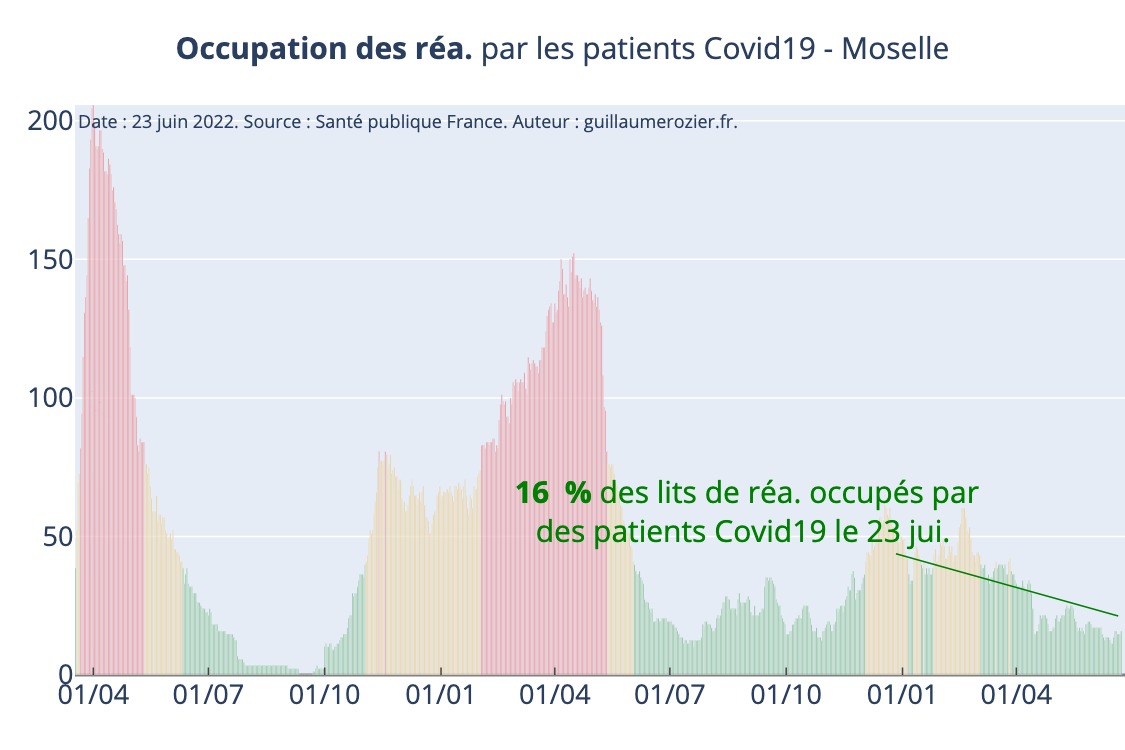 Occupation des réa. par les patients Covid19 - Moselle
200
Date : 23 juin 2022. Source : Santé publique France. Auteur : guillaumerozier.fr.
150
100
16 % des lits de réa. occupés par
des patients Covid19 le 23 jui.
50
0
01/04 01/07 01/10 01/01 01/04 01/07 01/10 01/01 01/04